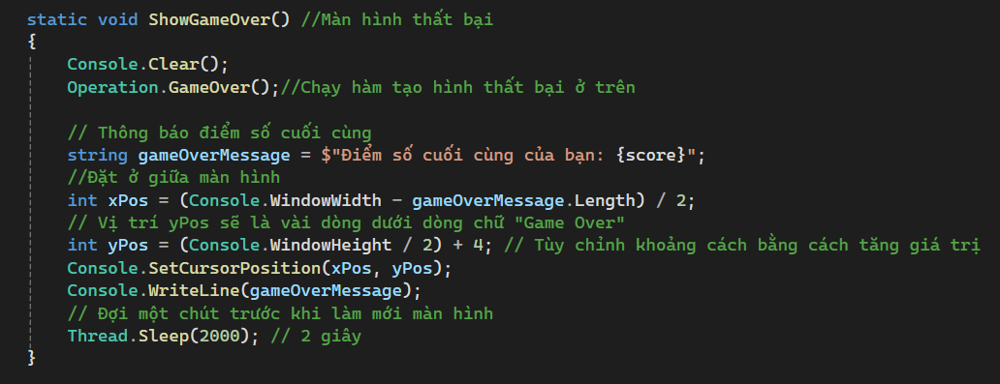 static void ShowGameOver() //Màn hình thất bại
{
Console.Clear();
Operation.GameOver();//Chạy hàm tạo hình thất bại ở trên
// Thông báo điểm số cuối cùng
string gameOverMessage = $"Điểm số cuối cùng của bạn: {score}";
//Đặt ở giữa màn hình
int xPos = (Console.WindowWidth - gameOverMessage.Length) / 2;
// Vị trí yPos sẽ là vài dòng dưới dòng chữ "Game Over"
int yPos = (Console.WindowHeight / 2) + 4; // Tùy chỉnh khoảng cách bằng cách tăng giá trị
Console.SetCursorPosition(xPos, yPos);
Console.WriteLine(gameOverMessage);
// Đợi một chút trước khi làm mới màn hình
Thread.Sleep(2000); // 2 giây
}